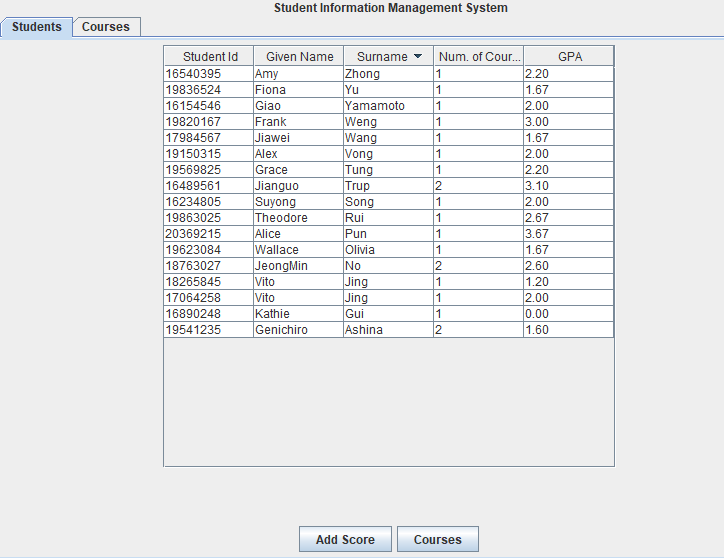 Student Information Management System
Students Courses
Student Id Given Name Surname Num. of Cour... GPA
16540395 Amy Zhong 1 2.20
19836524 Fiona Yu 1 1.67
16154546 Giao Yamamoto 1 2.00
19820167 Frank Weng 1 3.00
17984567 Jiawei Wang 1 1.67
19150315 Alex Vong 1 2.00
19569825 Grace Tung 1 2.20
16489561 Jianguo Trup 2 3.10
16234805 Suyong Song 1 2.00
19863025 Theodore Rui 1 2.67
20369215 Alice Pun 1 3.67
19623084 Wallace Olivia 1 1.67
18763027 JeongMin No 2 2.60
18265845 Vito Jing 1 1.20
17064258 Vito Jing 1 2.00
16890248 Kathie Gui 1 0.00
19541235 Genichiro Ashina 2 1.60
Add Score Courses